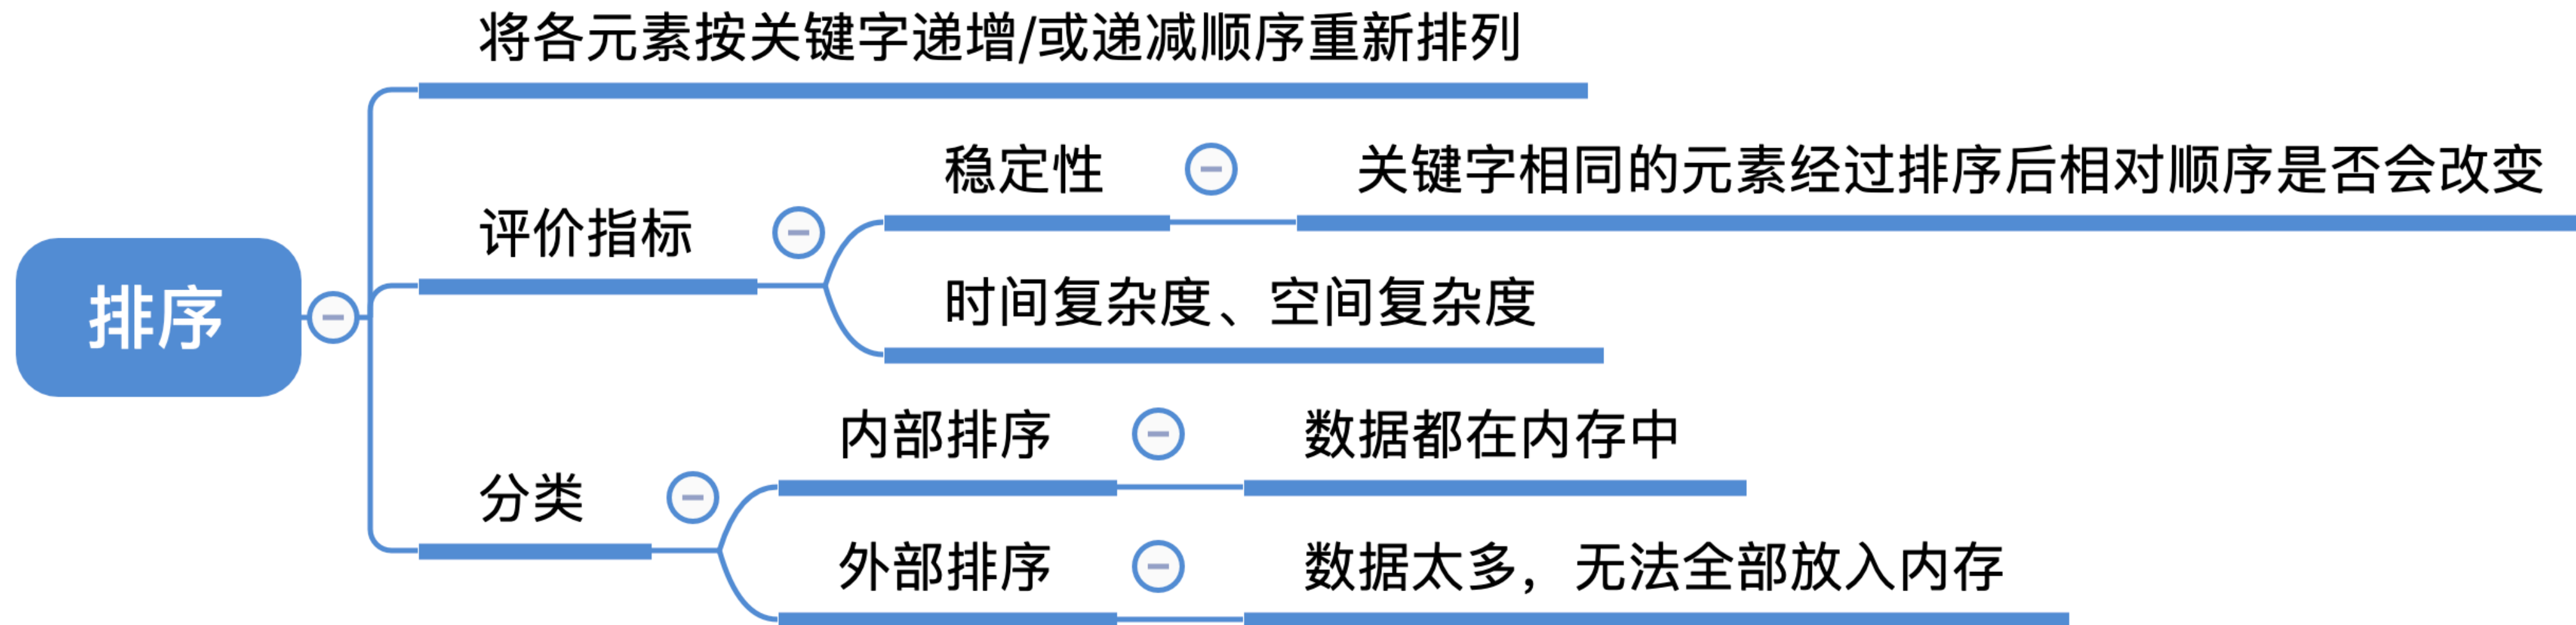 将各元素按关键字递增/或递减顺序重新排列
稳定性
关键字相同的元素经过排序后相对顺序是否会改变
评价指标
时间复杂度、空间复杂度
排序
内部排序
数据都在内存中
分类
外部排序
数据太多，无法全部放入内存